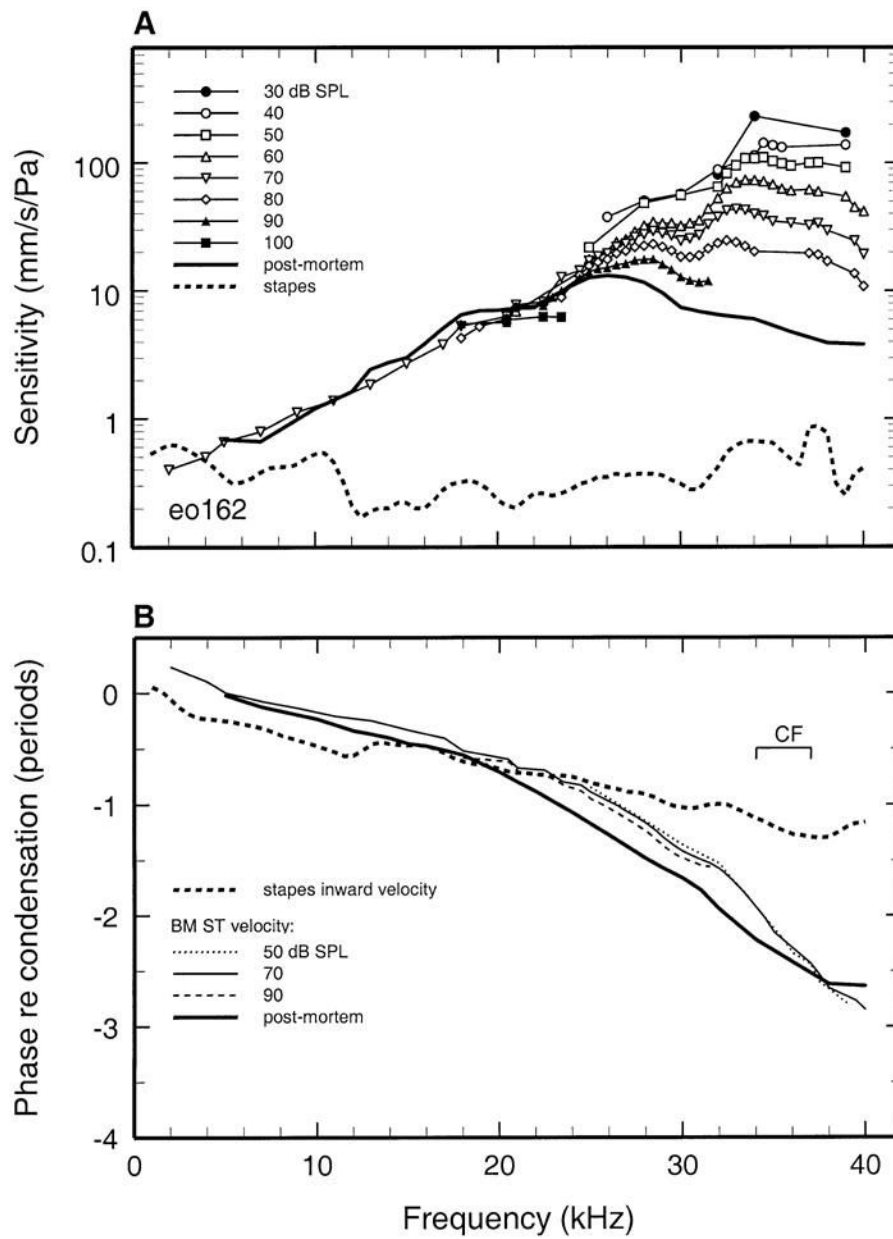 A
Sensitivity (mm/s/Pa)
100
10
1
0.1
30 dB SPL
40
50
60
70
80
90
100
post-mortem
stapes
eo162
B
Phase re condensation (periods)
0
-1
-2
-3
-4
CF
stapes inward velocity
BM ST velocity:
50 dB SPL
70
90
post-mortem
0 10 20 30 40
Frequency (kHz)